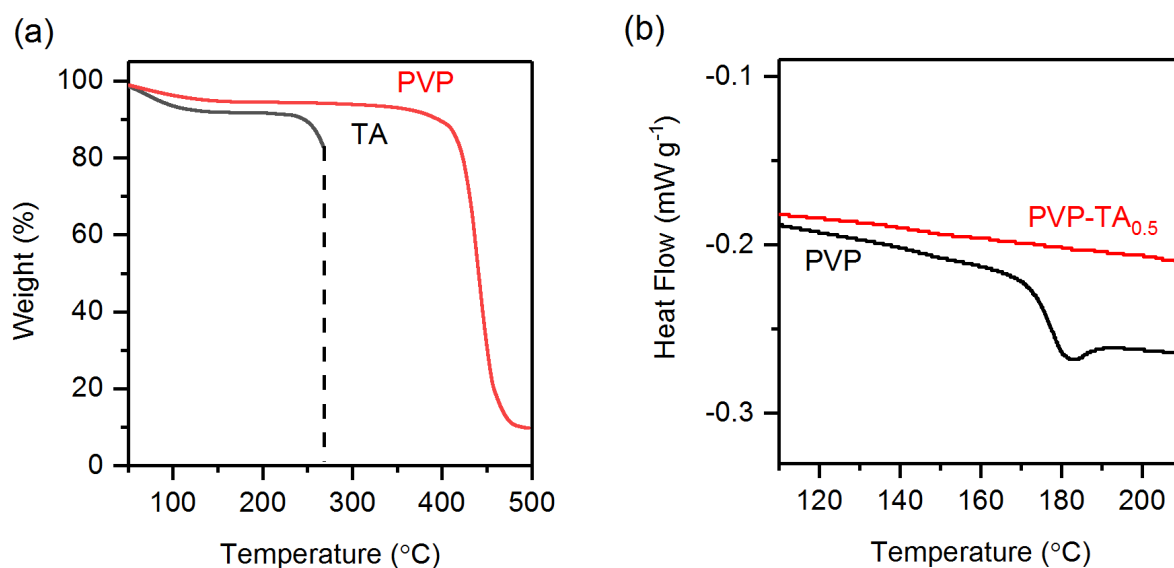 (a)
100
80
60
40
20
0
Weight (%)
PVP
TA
100 200 300 400 500
Temperature (°C)
(b)
-0.1
-0.2
-0.3
Heat Flow (mW g⁻¹)
PVP-TA₀.₅
PVP
120 140 160 180 200
Temperature (°C)